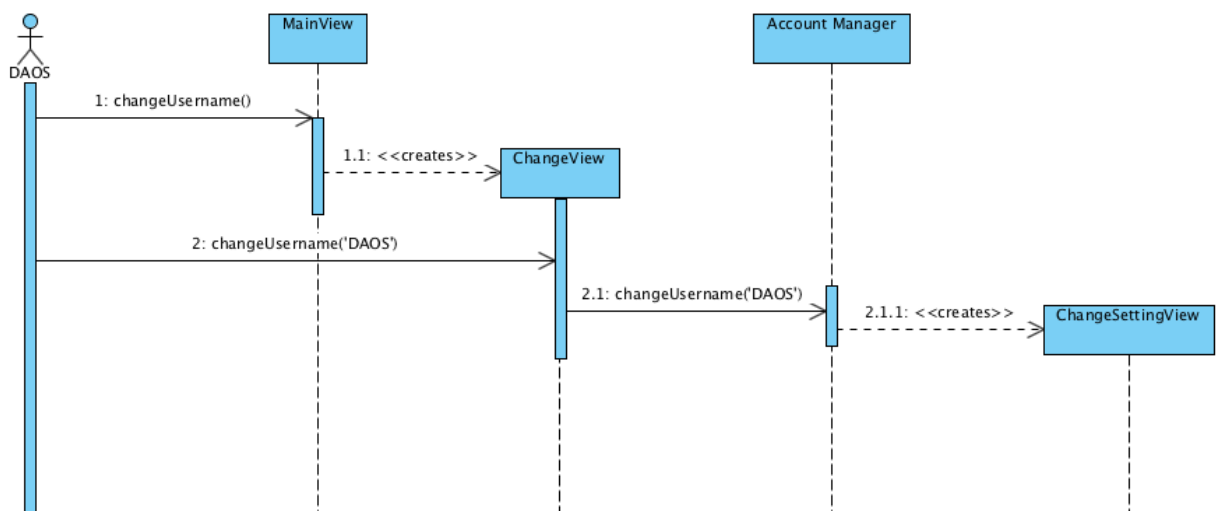 MainView
Account Manager
DAOS
1: changeUsername()
1.1: <<creates>>
ChangeView
2: changeUsername('DAOS')
2.1: changeUsername('DAOS')
2.1.1: <<creates>>
ChangeSettingView